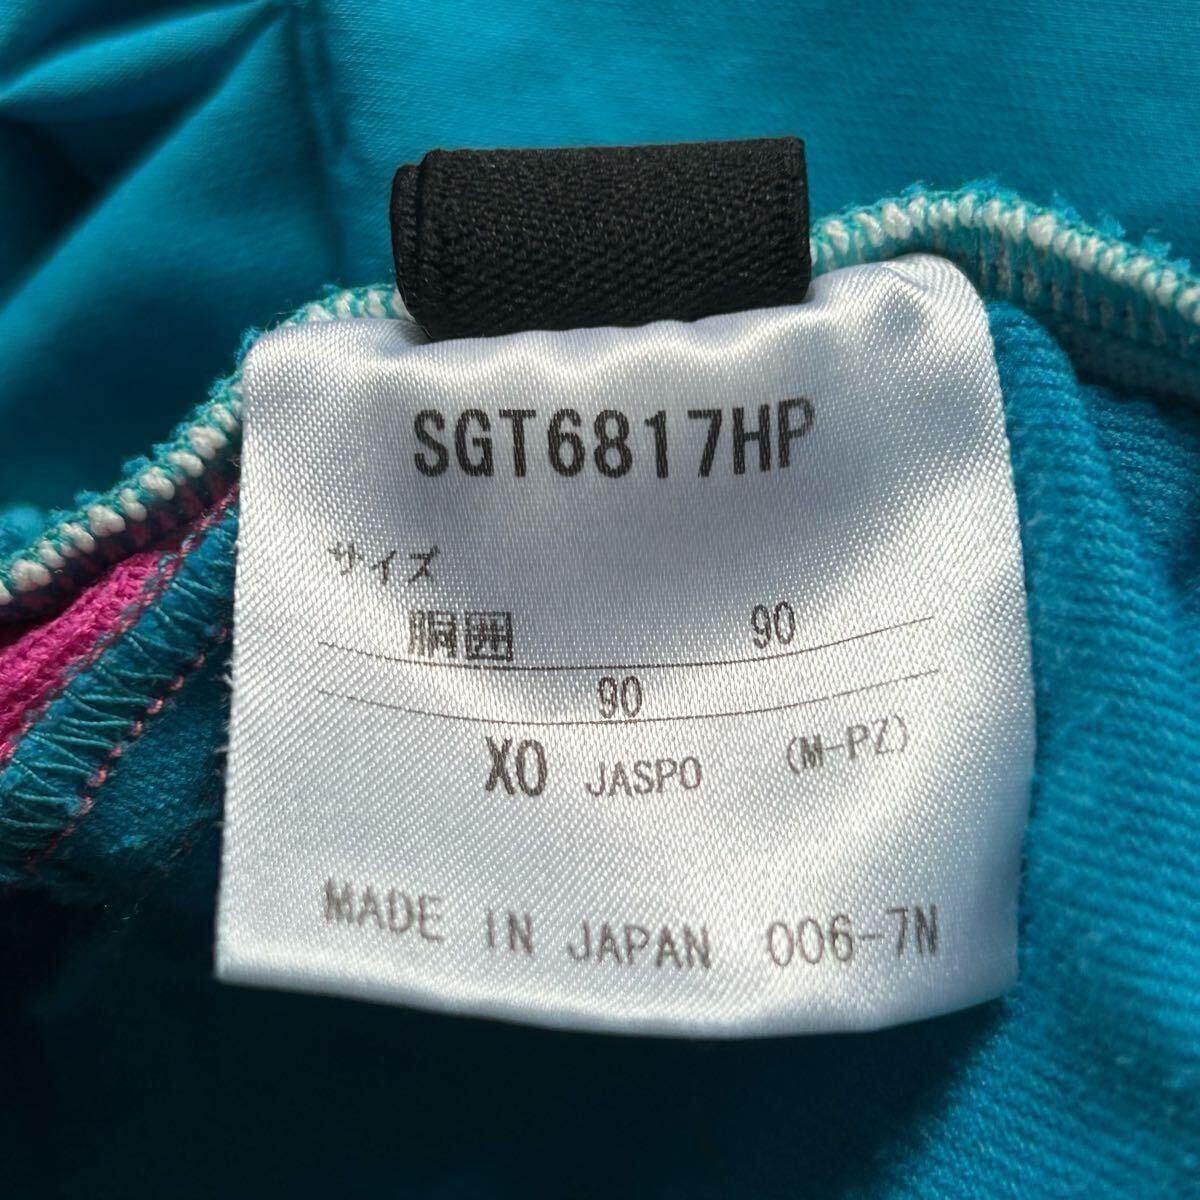 SGT6817HP
サイズ
胴囲 90
90
XO JASPO (M-PZ)
MADE IN JAPAN 006-7N